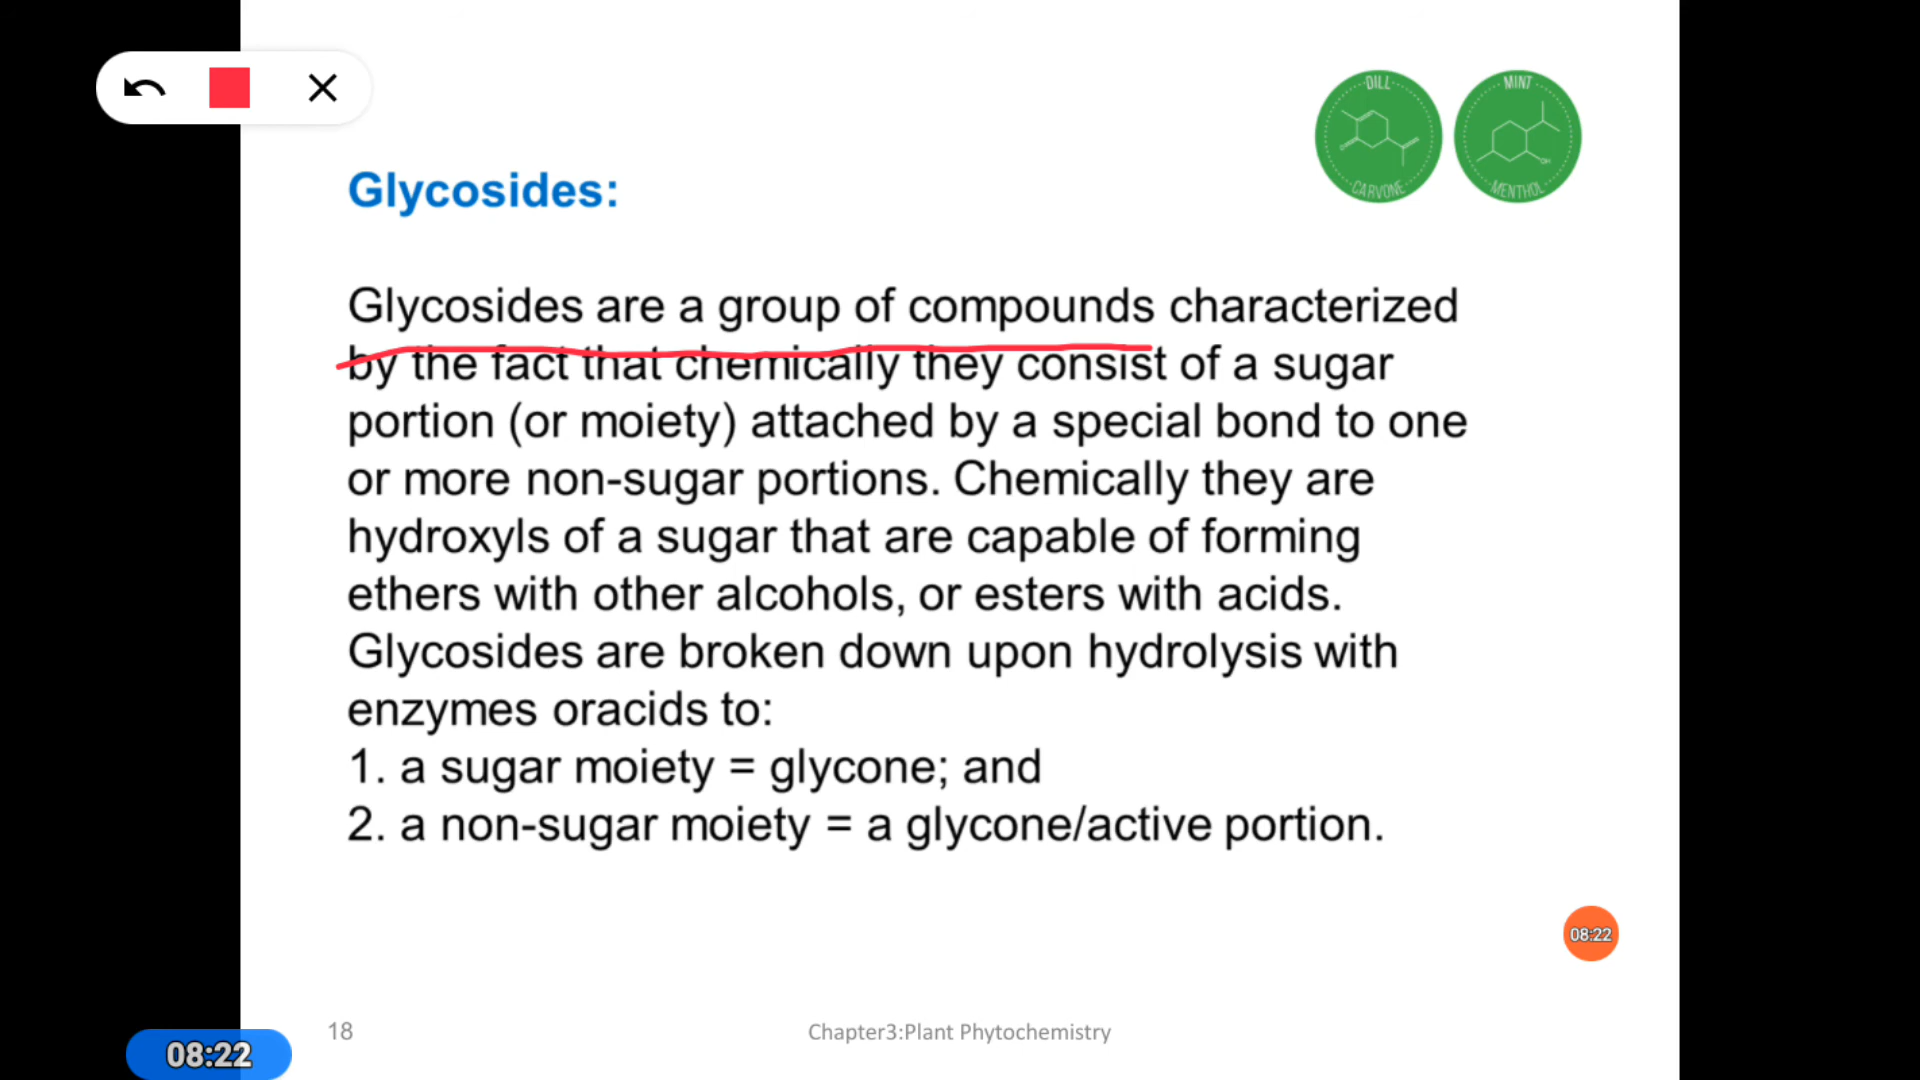 DILL
CARVONE
MINT
OH
MENTHOL
Glycosides:
Glycosides are a group of compounds characterized
by the fact that chemically they consist of a sugar
portion (or moiety) attached by a special bond to one
or more non-sugar portions. Chemically they are
hydroxyls of a sugar that are capable of forming
ethers with other alcohols, or esters with acids.
Glycosides are broken down upon hydrolysis with
enzymes oracids to:
1. a sugar moiety = glycone; and
2. a non-sugar moiety = a glycone/active portion.
08:22
18
Chapter3:Plant Phytochemistry
08:22